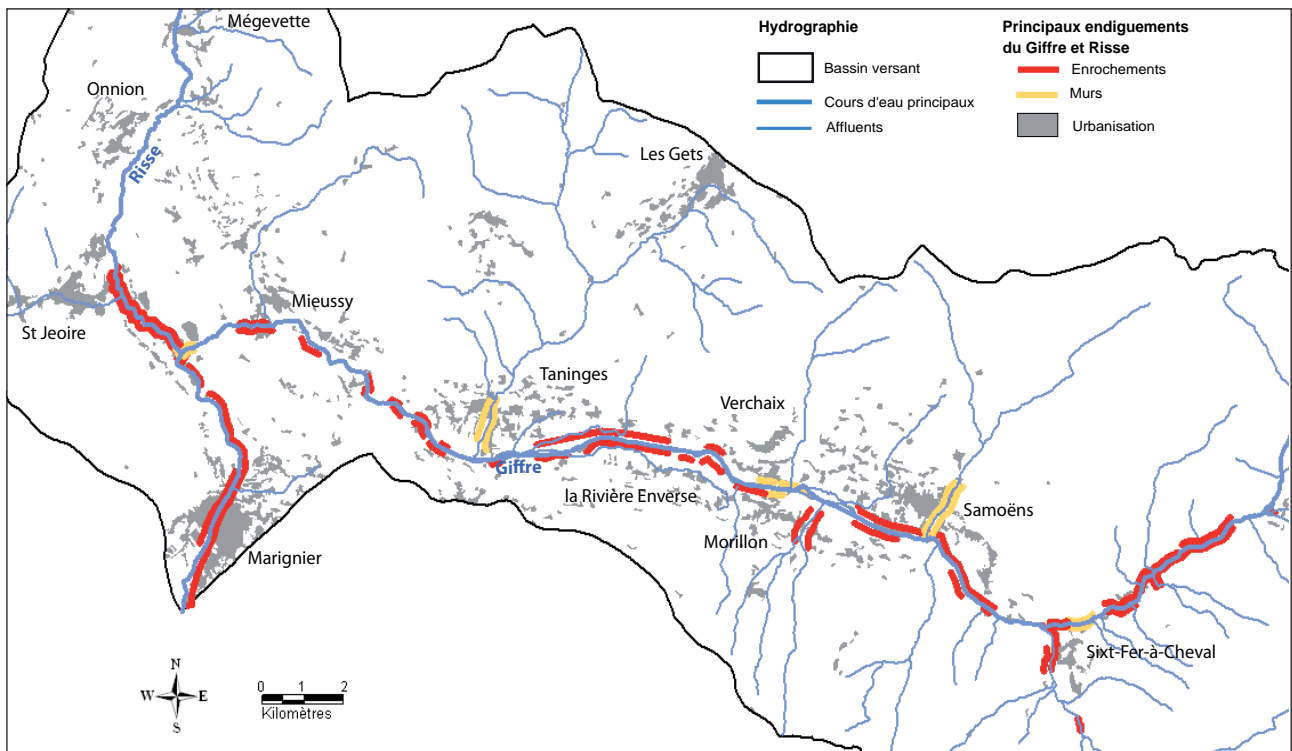 Hydrographie
Bassin versant
Cours d'eau principaux
Affluents
Principaux endiguements
du Giffre et Risse
Enrochements
Murs
Urbanisation
Mégevette
Onnion
Risse
Les Gets
St Jeoire
Mieussy
Taninges
Verchaix
Giffre
la Rivière Enverse
Samoëns
Morillon
Marignier
Sixt-Fer-à-Cheval
N
W E
S
0 1 2
Kilomètres